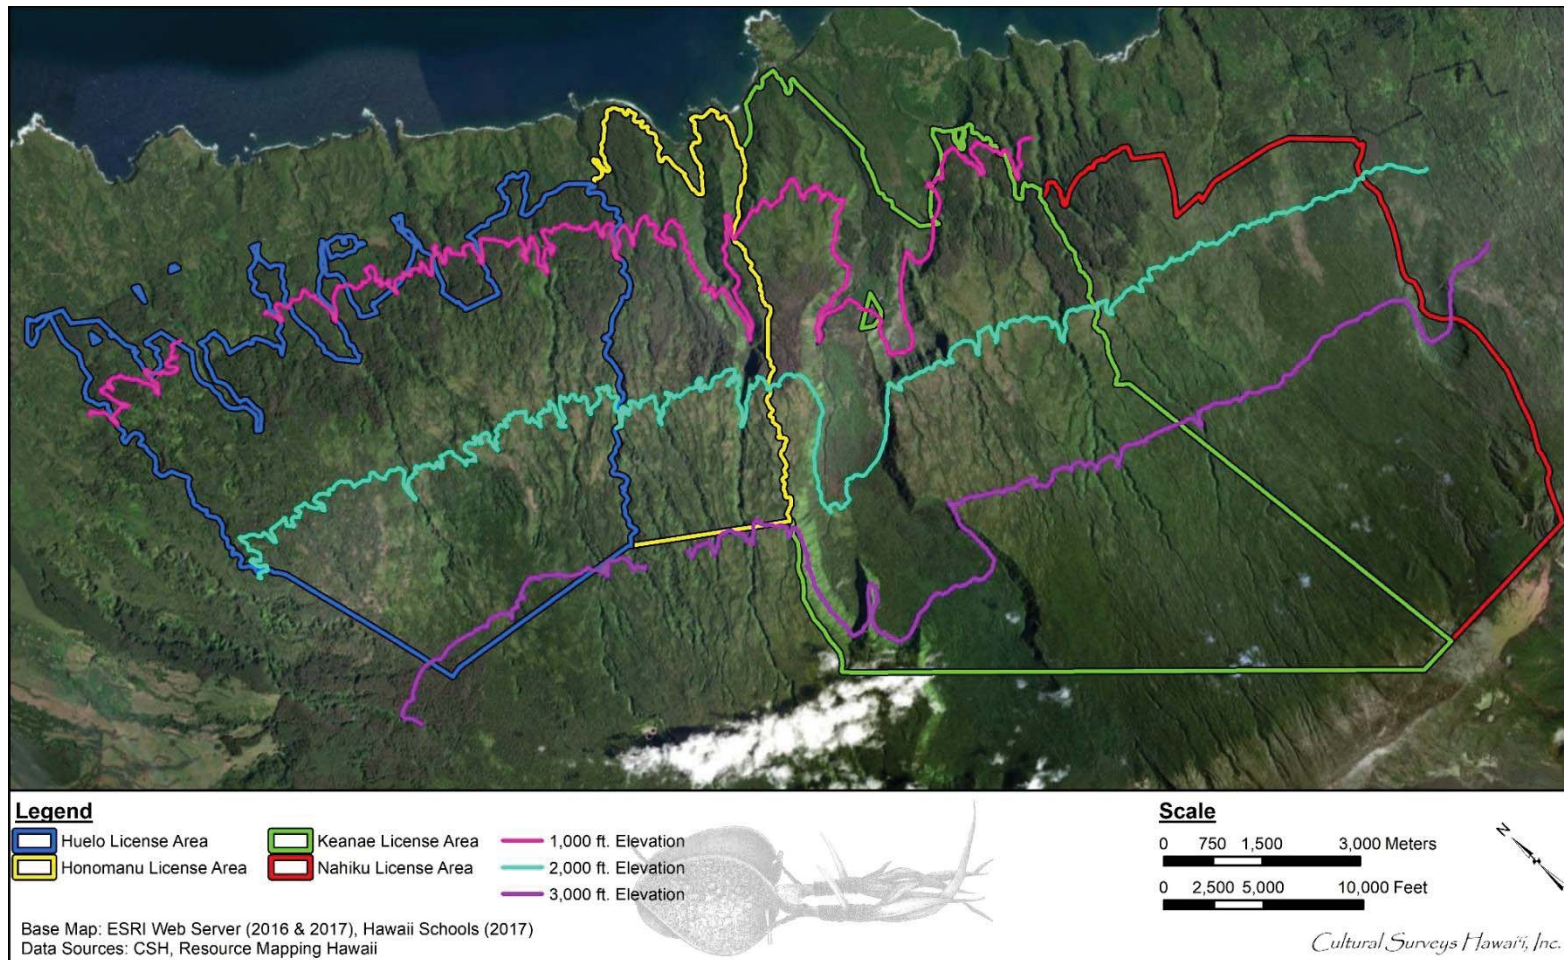 Legend
Huelo License Area
Honomanu License Area
Keanae License Area
Nahiku License Area
1,000 ft. Elevation
2,000 ft. Elevation
3,000 ft. Elevation
Base Map: ESRI Web Server (2016 & 2017), Hawaii Schools (2017)
Data Sources: CSH, Resource Mapping Hawaii
Scale
0 750 1,500 3,000 Meters
0 2,500 5,000 10,000 Feet
N
Cultural Surveys Hawaiʻi, Inc.